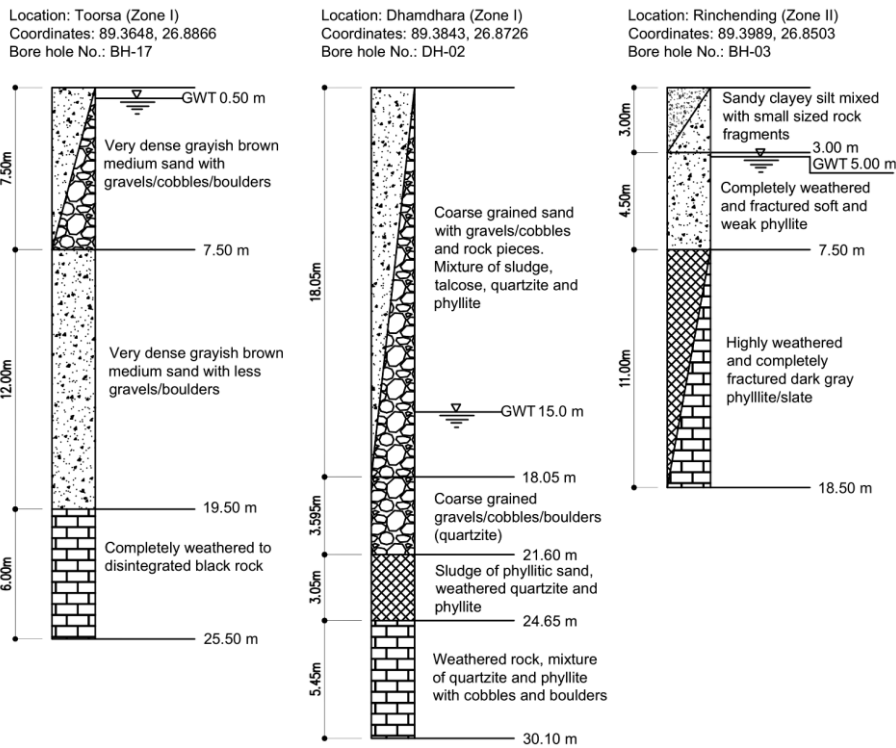 Location: Toorsa (Zone I)
Coordinates: 89.3648, 26.8866
Bore hole No.: BH-17
7.50m
GWT 0.50 m
Very dense grayish brown
medium sand with
gravels/cobbles/boulders
7.50 m
12.00m
Very dense grayish brown
medium sand with less
gravels/boulders
19.50 m
6.00m
Completely weathered to
disintegrated black rock
25.50 m
Location: Dhamdhara (Zone I)
Coordinates: 89.3843, 26.8726
Bore hole No.: DH-02
18.05m
Coarse grained sand
with gravels/cobbles
and rock pieces.
Mixture of sludge,
talcose, quartzite and
phyllite
GWT 15.0 m
18.05 m
3.595m
Coarse grained
gravels/cobbles/boulders
(quartzite)
21.60 m
3.05m
Sludge of phyllitic sand,
weathered quartzite and
phyllite
24.65 m
5.45m
Weathered rock, mixture
of quartzite and phyllite
with cobbles and boulders
30.10 m
Location: Rinchending (Zone II)
Coordinates: 89.3989, 26.8503
Bore hole No.: BH-03
3.00m
Sandy clayey silt mixed
with small sized rock
fragments
3.00 m
GWT 5.00 m
4.50m
Completely weathered
and fractured soft and
weak phyllite
7.50 m
11.00m
Highly weathered
and completely
fractured dark gray
phylllite/slate
18.50 m